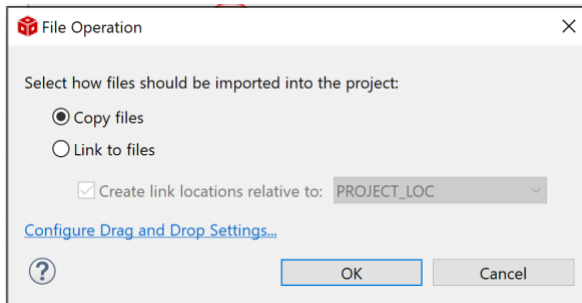 File Operation
Select how files should be imported into the project:
Copy files
Link to files
Create link locations relative to: PROJECT_LOC
Configure Drag and Drop Settings...
? OK Cancel